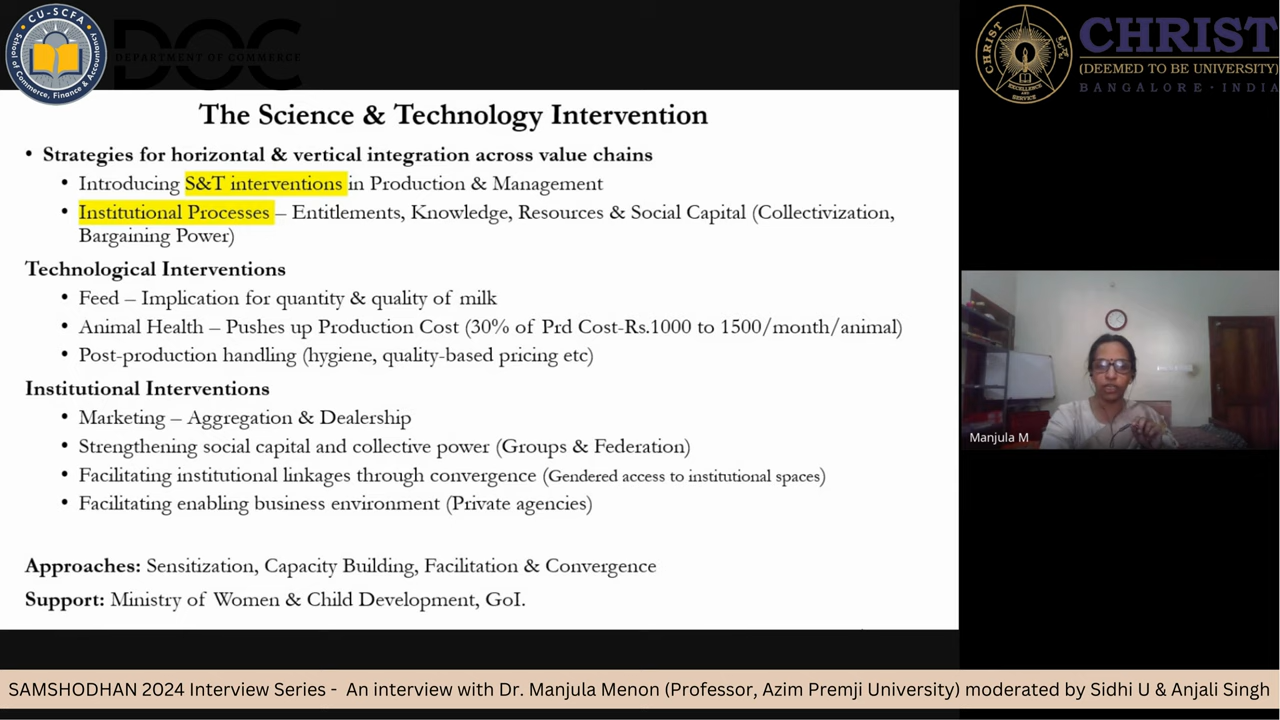 CU-SCFA
School of Commerce, Finance & Accountancy
DOC
DEPARTMENT OF COMMERCE
CHRIST
EXCELLENCE AND SERVICE
CHRIST
(DEEMED TO BE UNIVERSITY)
BANGALORE · INDIA
The Science & Technology Intervention
• Strategies for horizontal & vertical integration across value chains
• Introducing S&T interventions in Production & Management
• Institutional Processes – Entitlements, Knowledge, Resources & Social Capital (Collectivization,
Bargaining Power)
Technological Interventions
• Feed – Implication for quantity & quality of milk
• Animal Health – Pushes up Production Cost (30% of Prd Cost-Rs.1000 to 1500/month/animal)
• Post-production handling (hygiene, quality-based pricing etc)
Institutional Interventions
• Marketing – Aggregation & Dealership
• Strengthening social capital and collective power (Groups & Federation)
• Facilitating institutional linkages through convergence (Gendered access to institutional spaces)
• Facilitating enabling business environment (Private agencies)
Approaches: Sensitization, Capacity Building, Facilitation & Convergence
Support: Ministry of Women & Child Development, GoI.
Manjula M
SAMSHODHAN 2024 Interview Series - An interview with Dr. Manjula Menon (Professor, Azim Premji University) moderated by Sidhi U & Anjali Singh